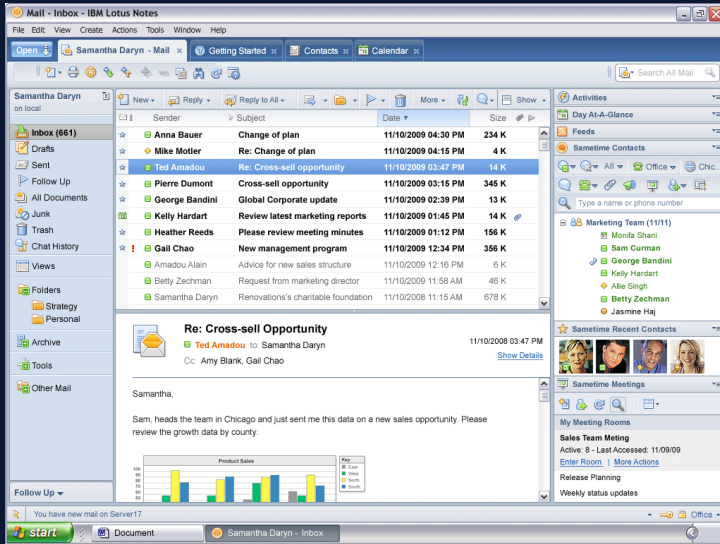 Mail - Inbox - IBM Lotus Notes
File Edit View Create Actions Tools Window Help
Open Samantha Daryn - Mail × Getting Started × Contacts × Calendar ×
Search All Mail
Samantha Daryn
on local
Inbox (661)
Drafts
Sent
Follow Up
All Documents
Junk
Trash
Chat History
Views
Folders
Strategy
Personal
Archive
Tools
Other Mail
Follow Up
New Reply Reply to All More Show
Sender Subject Date Size
Anna Bauer Change of plan 11/10/2009 04:30 PM 234 K
Mike Motler Re: Change of plan 11/10/2009 04:15 PM 4 K
Ted Amadou Re: Cross-sell opportunity 11/10/2009 03:47 PM 14 K
Pierre Dumont Cross-sell opportunity 11/10/2009 03:15 PM 345 K
George Bandini Global Corporate update 11/10/2009 02:39 PM 13 K
Kelly Hardart Review latest marketing reports 11/10/2009 01:45 PM 14 K
Heather Reeds Please review meeting minutes 11/10/2009 01:12 PM 156 K
! Gail Chao New management program 11/10/2009 12:34 PM 356 K
Amadou Alain Advice for new sales structure 11/10/2009 12:16 PM 6 K
Betty Zechman Request from marketing director 11/10/2009 11:58 AM 46 K
Samantha Daryn Renovations's charitable foundation 11/10/2008 11:15 AM 678 K
Re: Cross-sell Opportunity
Ted Amadou to: Samantha Daryn 11/10/2008 03:47 PM
Cc: Amy Blank, Gail Chao Show Details
Samantha,
Sam, heads the team in Chicago and just sent me this data on a new sales opportunity. Please
review the growth data by county:
Product Sales
Key
East
West
North
South
100
90
80
70
60
Activities
Day At-A-Glance
Feeds
Sametime Contacts
All Office Chic..
Type a name or phone number
Marketing Team (11/11)
Monifa Shani
Sam Curman
George Bandini
Kelly Hardart
Allie Singh
Betty Zechman
Jasmine Haj
Sametime Recent Contacts
Sametime Meetings
My Meeting Rooms
Sales Team Meting
Active: 8 - Last Accessed: 11/09/09
Enter Room | More Actions
Release Planning
Weekly status updates
You have new mail on Server17 Office
start Document Samantha Daryn - Inbox